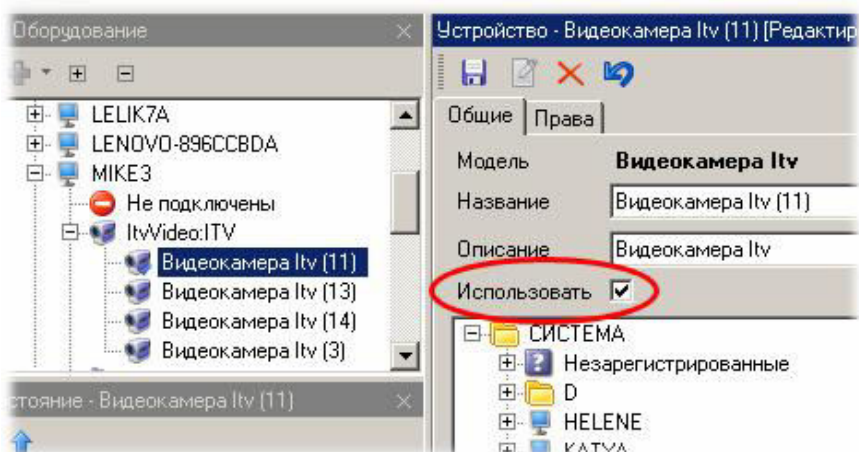 Оборудование
LELIK7A
LENOVO-896CCBDA
MIKE3
Не подключены
ItvVideo:ITV
Видеокамера Itv (11)
Видеокамера Itv (13)
Видеокамера Itv (14)
Видеокамера Itv (3)
стояние - Видеокамера Itv (11)
Устройство - Видеокамера Itv (11) [Редактир
Общие Права
Модель Видеокамера Itv
Название Видеокамера Itv (11)
Описание Видеокамера Itv
Использовать
СИСТЕМА
Незарегистрированные
D
HELENE
KATYA